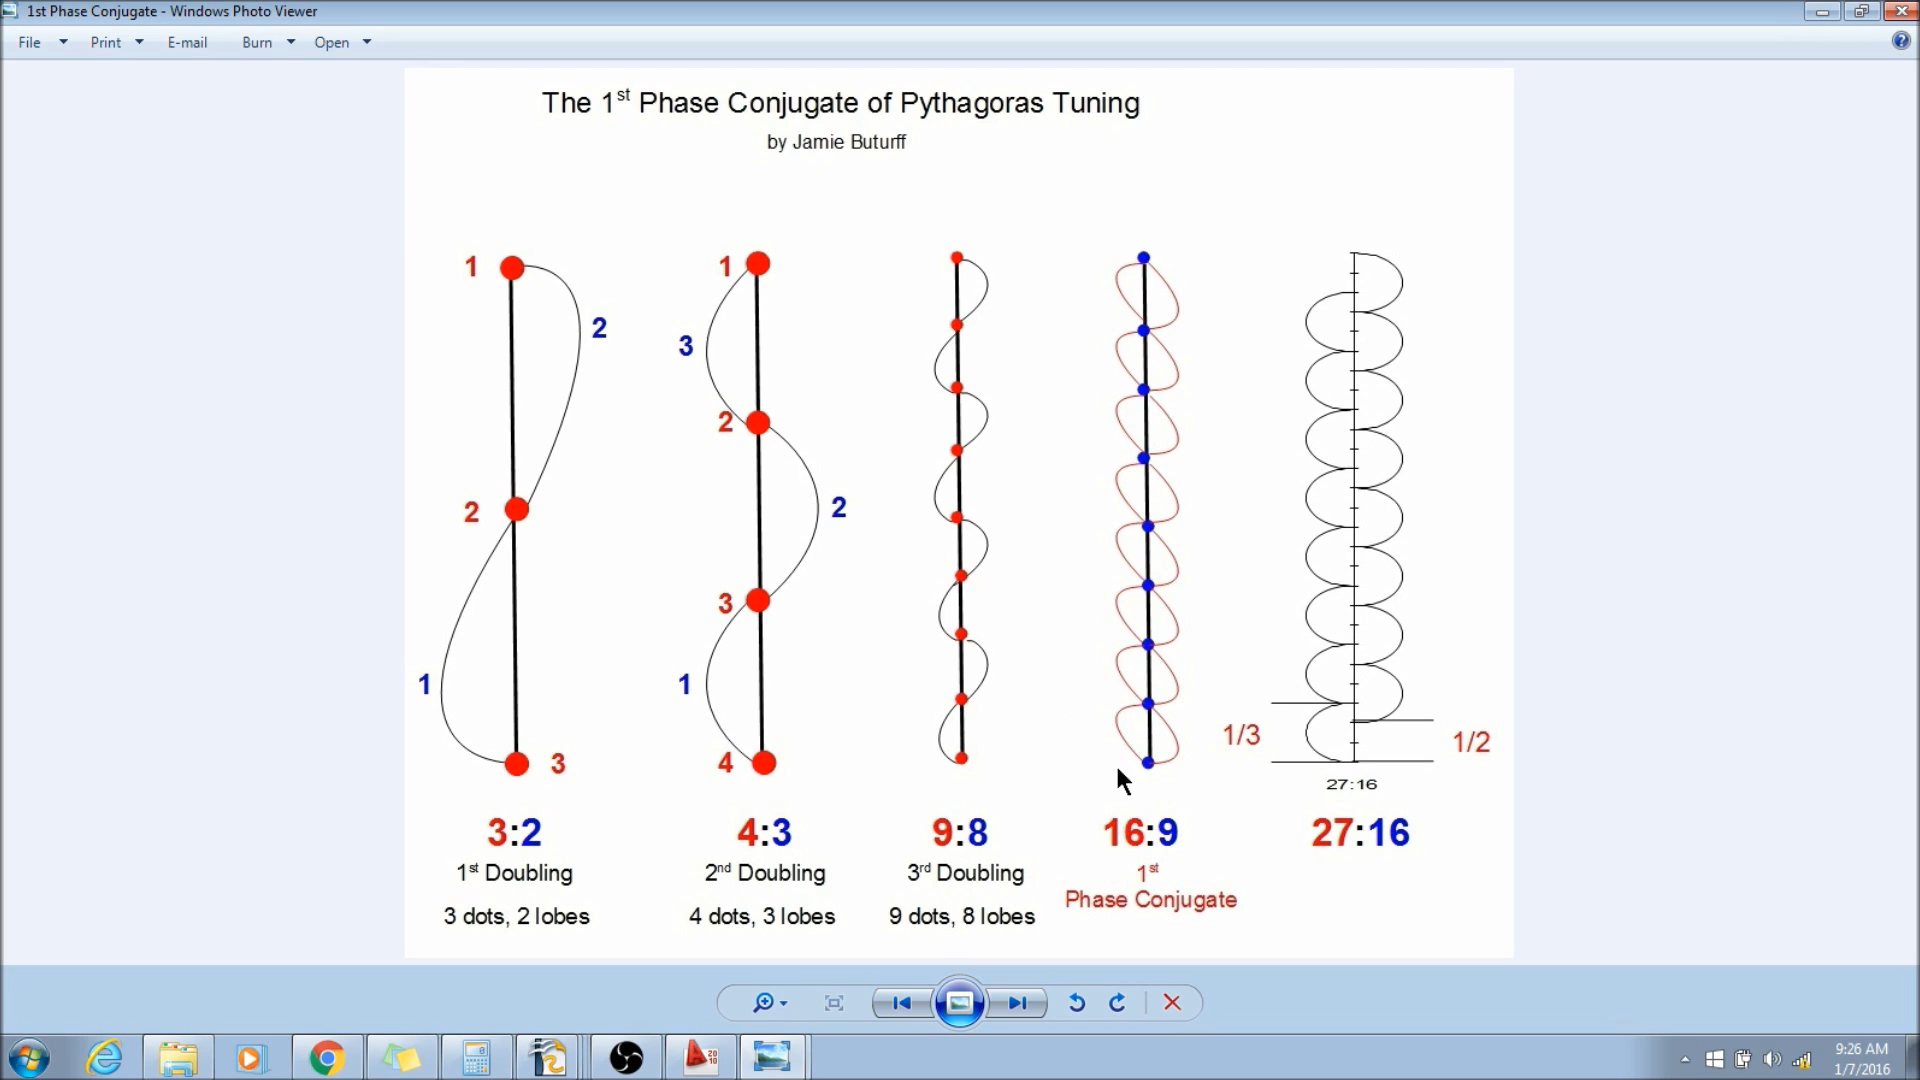 1st Phase Conjugate - Windows Photo Viewer
File Print E-mail Burn Open
The 1st Phase Conjugate of Pythagoras Tuning
by Jamie Buturff
1
2
2
1
3
1
3
2
2
3
1
4
1/3
1/2
27:16
3:2
4:3
9:8
16:9
27:16
1st Doubling
2nd Doubling
3rd Doubling
1st
Phase Conjugate
3 dots, 2 lobes
4 dots, 3 lobes
9 dots, 8 lobes
9:26 AM
1/7/2016